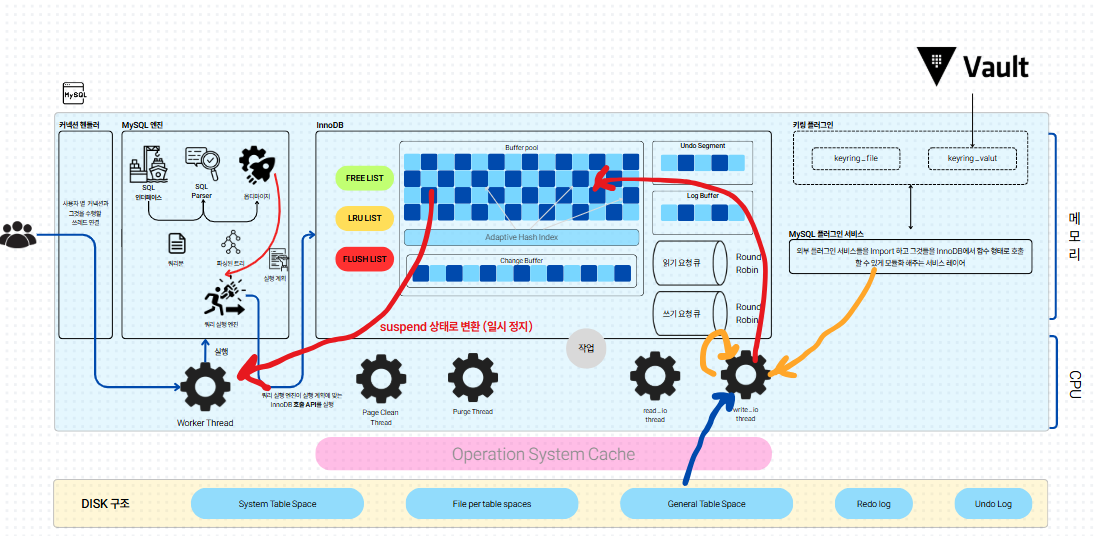 Vault
MySQL
커넥션 핸들러
MySQL 엔진
InnoDB
키링 플러그인
SQL
인터페이스
SQL
Parser
옵티마이저
사용자 별 커넥션과
그것을 수행할
쓰레드 연결
쿼리문
파싱된 트리
실행 계획
쿼리 실행 엔진
FREE LIST
LRU LIST
FLUSH LIST
Buffer pool
Adaptive Hash Index
Change Buffer
Undo Segment
Log Buffer
읽기 요청 큐
Round
Robin
쓰기 요청 큐
Round
Robin
keyring_file
keyring_valut
MySQL 플러그인 서비스
외부 플러그인 서비스들을 Import 하고 그것들을 InnoDB에서 함수 형태로 호출
할 수 있게 모듈화 해주는 서비스 레이어
메모리
suspend 상태로 변환 (일시 정지)
작업
실행
쿼리 실행 엔진이 실행 계획에 맞는
InnoDB 호출 API를 실행
Worker Thread
Page Clean
Thread
Purge Thread
read_io
thread
write_io
thread
CPU
Operation System Cache
DISK 구조
System Table Space
File per table spaces
General Table Space
Redo log
Undo Log